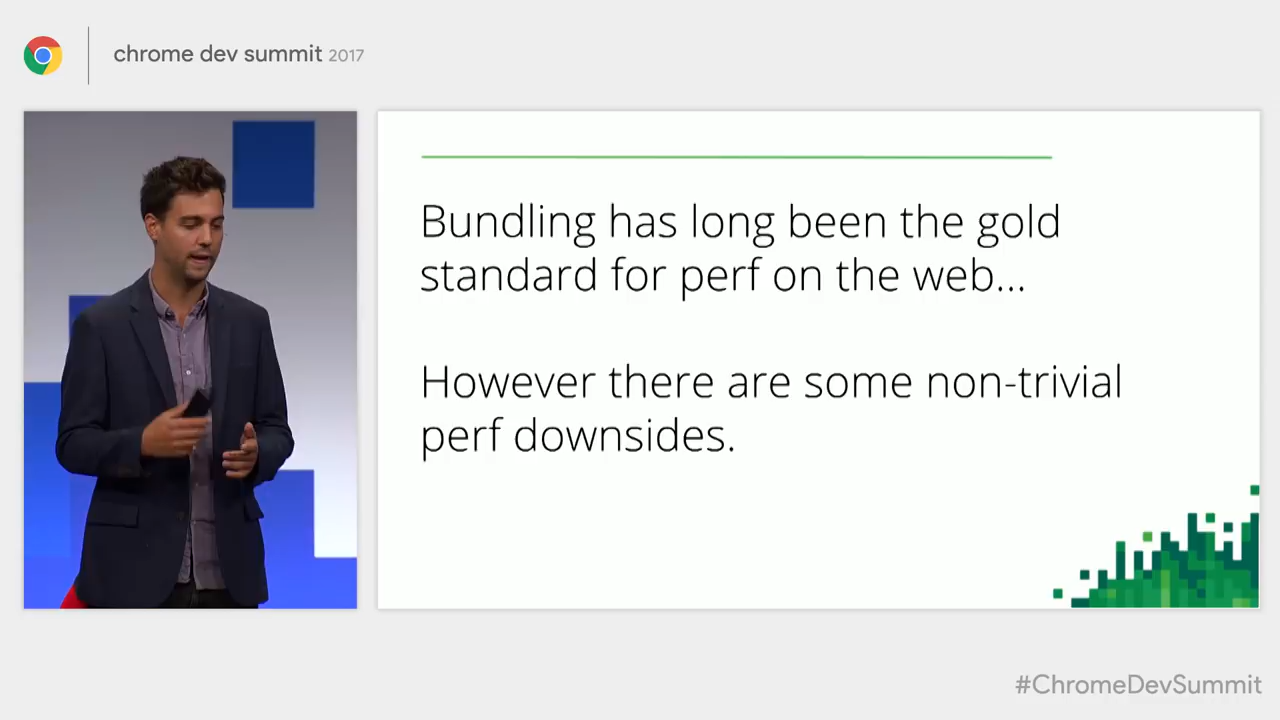 chrome dev summit 2017
Bundling has long been the gold
standard for perf on the web...
However there are some non-trivial
perf downsides.
#ChromeDevSummit